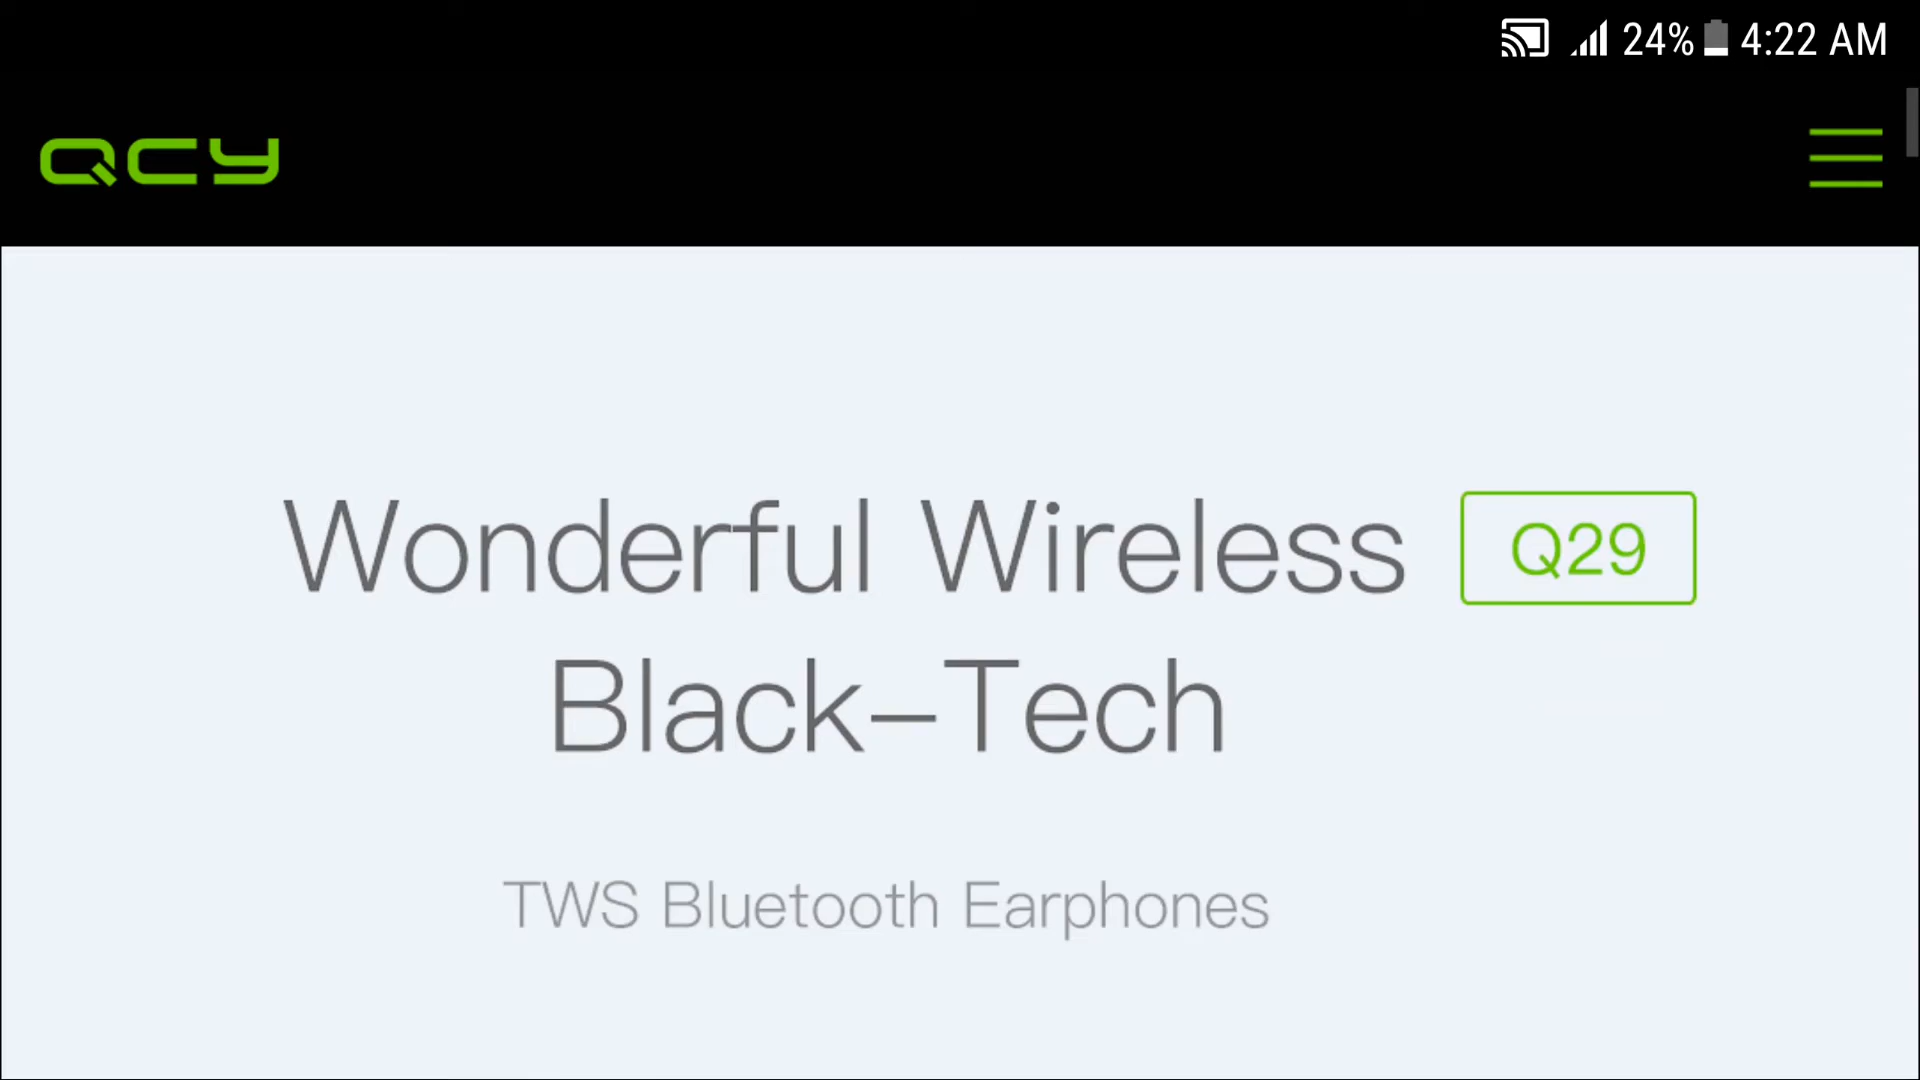 24% 4:22 AM
QCY
Wonderful Wireless Q29
Black-Tech
TWS Bluetooth Earphones